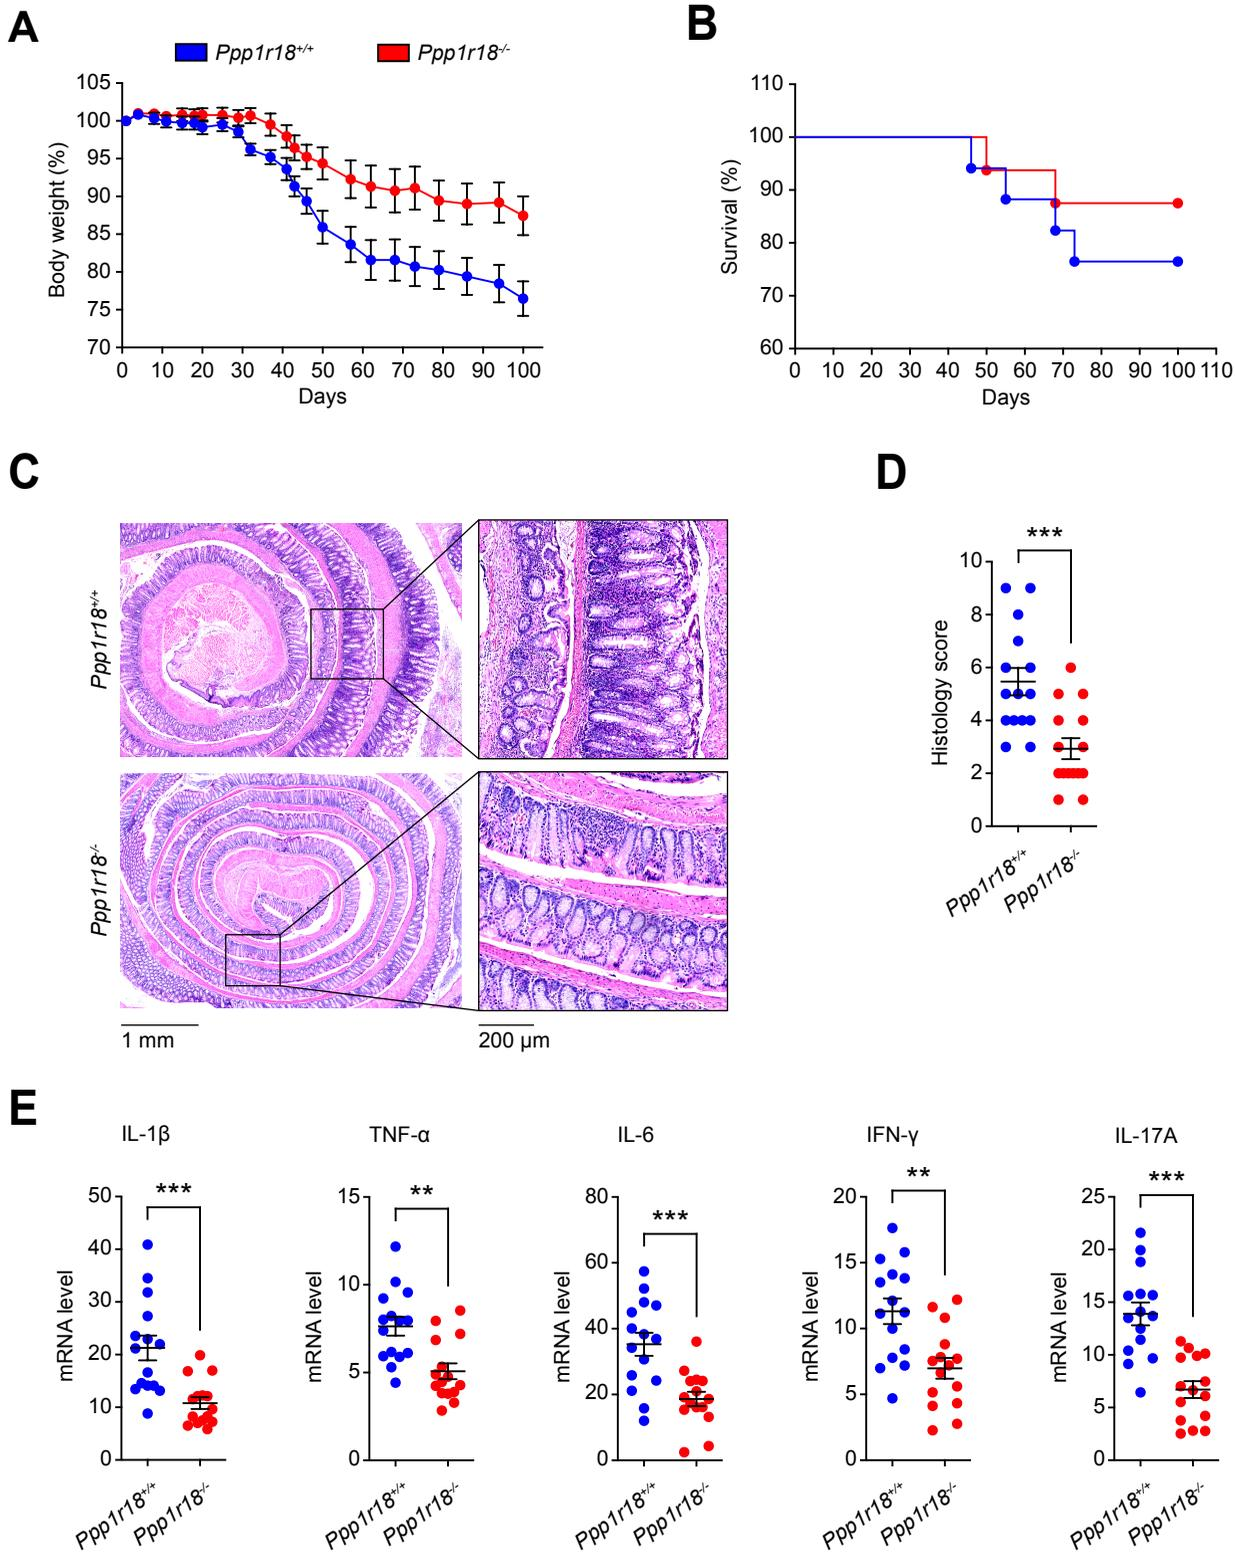 A
Ppp1r18+/+ Ppp1r18-/-
105
100
95
90
85
80
75
70
Body weight (%)
0 10 20 30 40 50 60 70 80 90 100
Days
B
110
100
90
80
70
60
Survival (%)
0 10 20 30 40 50 60 70 80 90 100 110
Days
C
Ppp1r18+/+
Ppp1r18-/-
1 mm
200 µm
D
***
10
8
6
4
2
0
Histology score
Ppp1r18+/+
Ppp1r18-/-
E
IL-1β
***
50
40
30
20
10
0
mRNA level
Ppp1r18+/+
Ppp1r18-/-
TNF-α
**
15
10
5
0
mRNA level
Ppp1r18+/+
Ppp1r18-/-
IL-6
***
80
60
40
20
0
mRNA level
Ppp1r18+/+
Ppp1r18-/-
IFN-γ
**
20
15
10
5
0
mRNA level
Ppp1r18+/+
Ppp1r18-/-
IL-17A
***
25
20
15
10
5
0
mRNA level
Ppp1r18+/+
Ppp1r18-/-